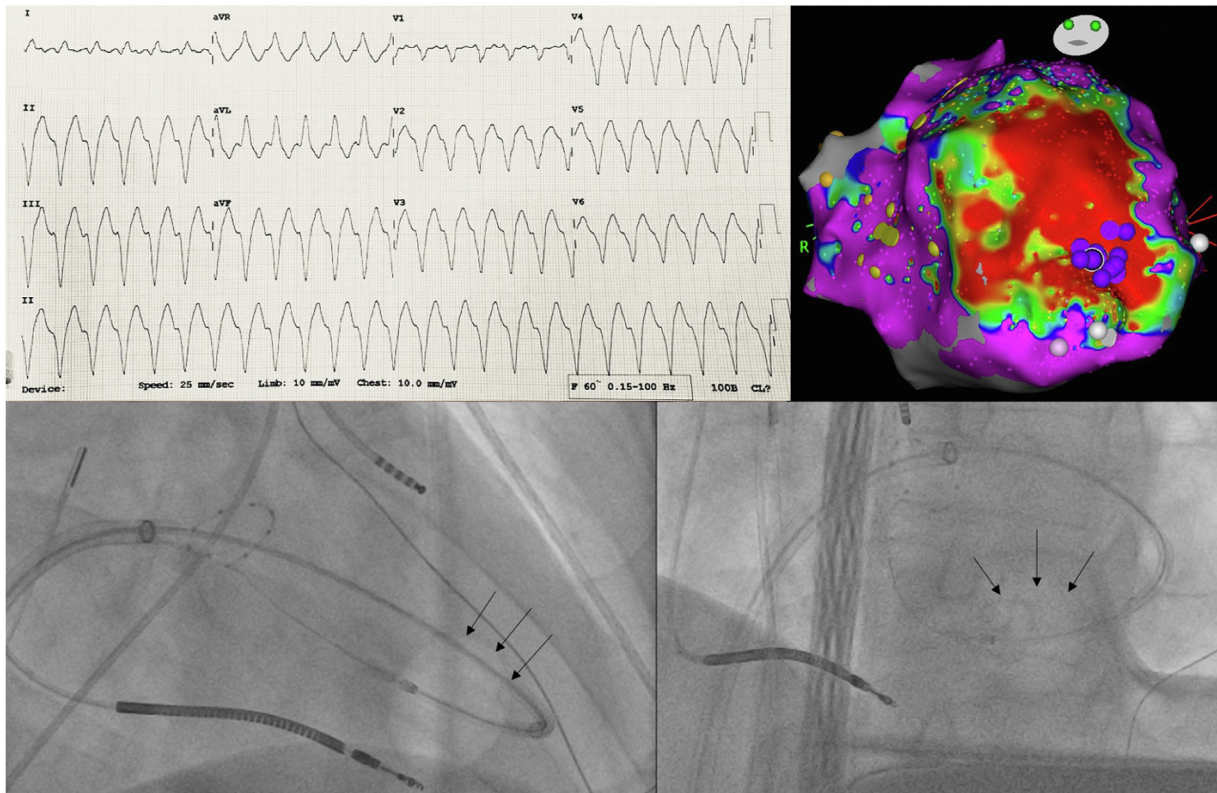 I
aVR
V1
V4
II
aVL
V2
V5
III
aVF
V3
V6
II
Device:
Speed: 25 mm/sec
Limb: 10 mm/mV
Chest: 10.0 mm/mV
F 60~ 0.15-100 Hz
100B
CL?
R